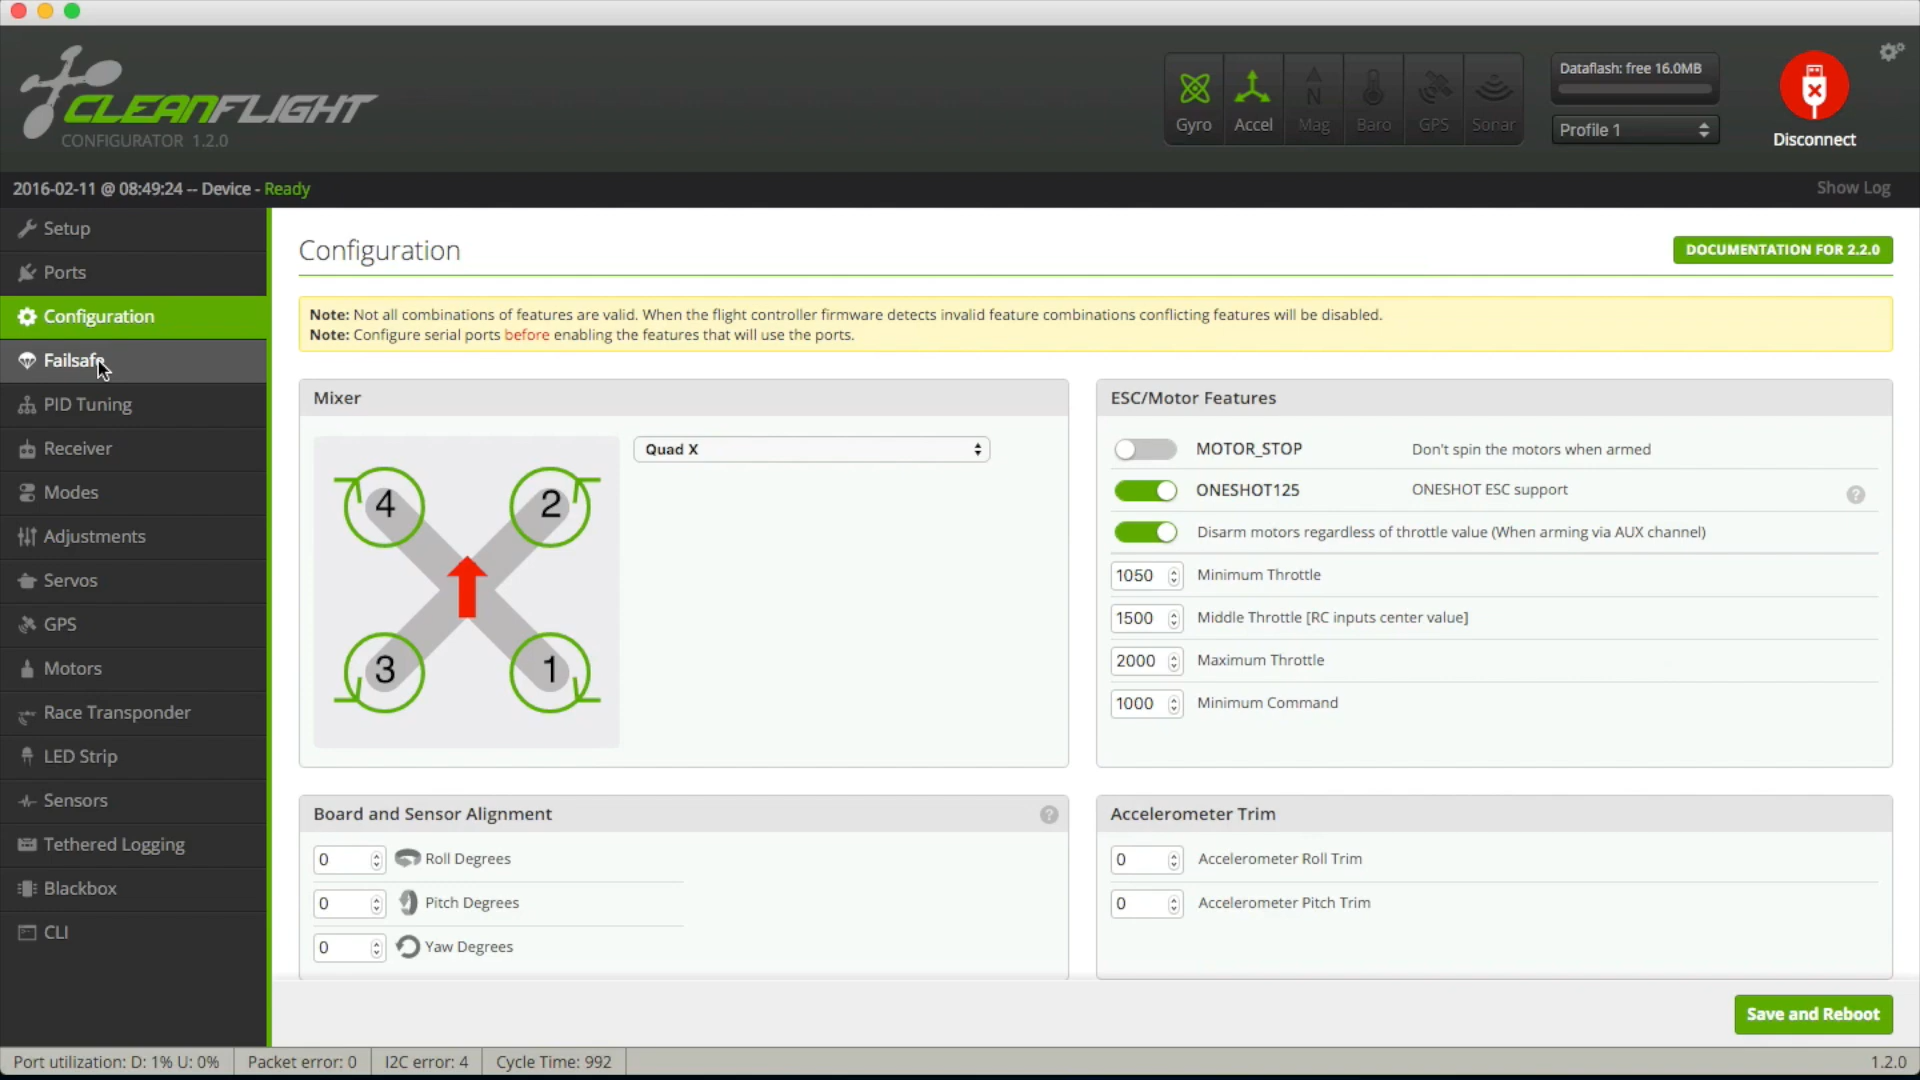 CLEANFLIGHT
CONFIGURATOR 1.2.0
Gyro
Accel
Mag
Baro
GPS
Sonar
Dataflash: free 16.0MB
Profile 1
Disconnect
2016-02-11 @ 08:49:24 -- Device - Ready
Show Log
Setup
Ports
Configuration
Failsafe
PID Tuning
Receiver
Modes
Adjustments
Servos
GPS
Motors
Race Transponder
LED Strip
Sensors
Tethered Logging
Blackbox
CLI
Configuration
DOCUMENTATION FOR 2.2.0
Note: Not all combinations of features are valid. When the flight controller firmware detects invalid feature combinations conflicting features will be disabled.
Note: Configure serial ports before enabling the features that will use the ports.
Mixer
4
2
3
1
Quad X
ESC/Motor Features
MOTOR_STOP Don't spin the motors when armed
ONESHOT125 ONESHOT ESC support ?
Disarm motors regardless of throttle value (When arming via AUX channel)
1050 Minimum Throttle
1500 Middle Throttle [RC inputs center value]
2000 Maximum Throttle
1000 Minimum Command
Board and Sensor Alignment ?
0 Roll Degrees
0 Pitch Degrees
0 Yaw Degrees
Accelerometer Trim
0 Accelerometer Roll Trim
0 Accelerometer Pitch Trim
Save and Reboot
Port utilization: D: 1% U: 0%
Packet error: 0
I2C error: 4
Cycle Time: 992
1.2.0